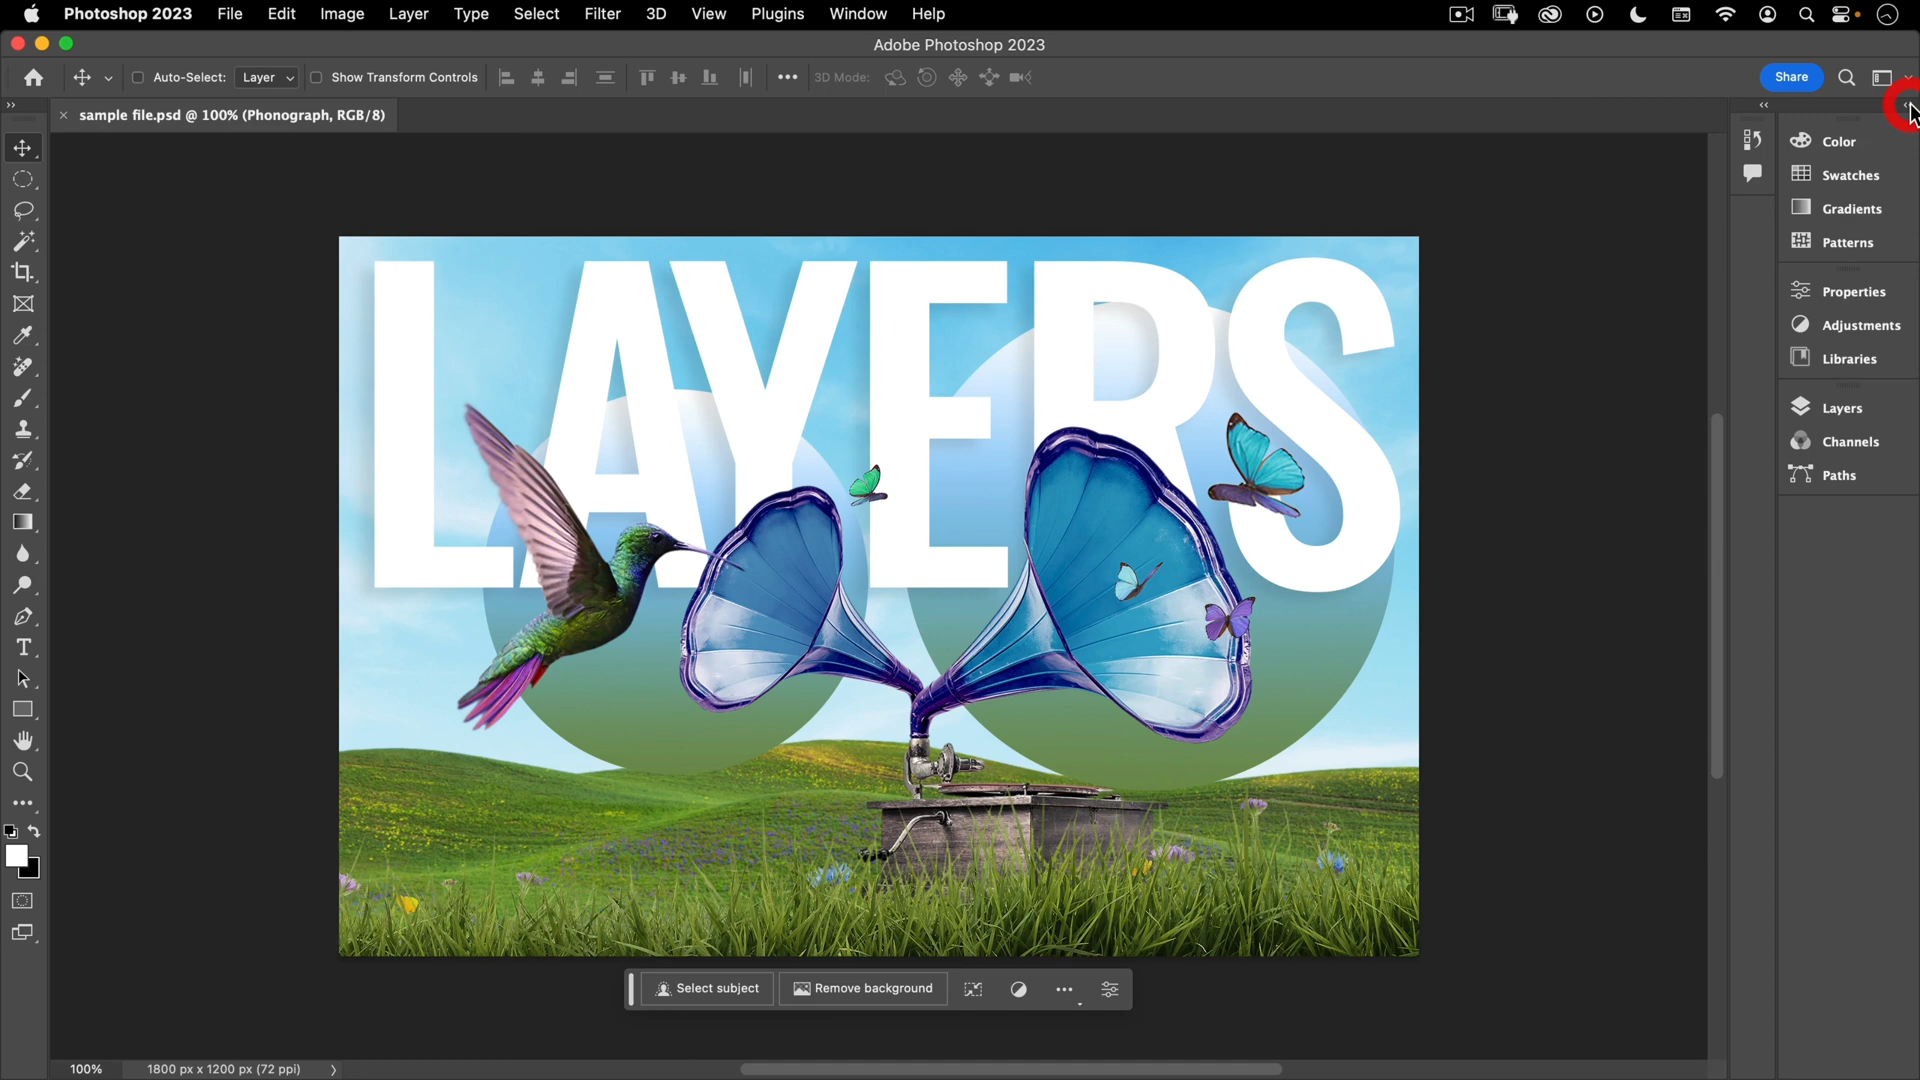 Photoshop 2023 File Edit Image Layer Type Select Filter 3D View Plugins Window Help
Adobe Photoshop 2023
Auto-Select: Layer Show Transform Controls 3D Mode: Share
sample file.psd @ 100% (Phonograph, RGB/8)
Color
Swatches
Gradients
Patterns
Properties
Adjustments
Libraries
Layers
Channels
Paths
LAYERS
Select subject Remove background
100% 1800 px x 1200 px (72 ppi)